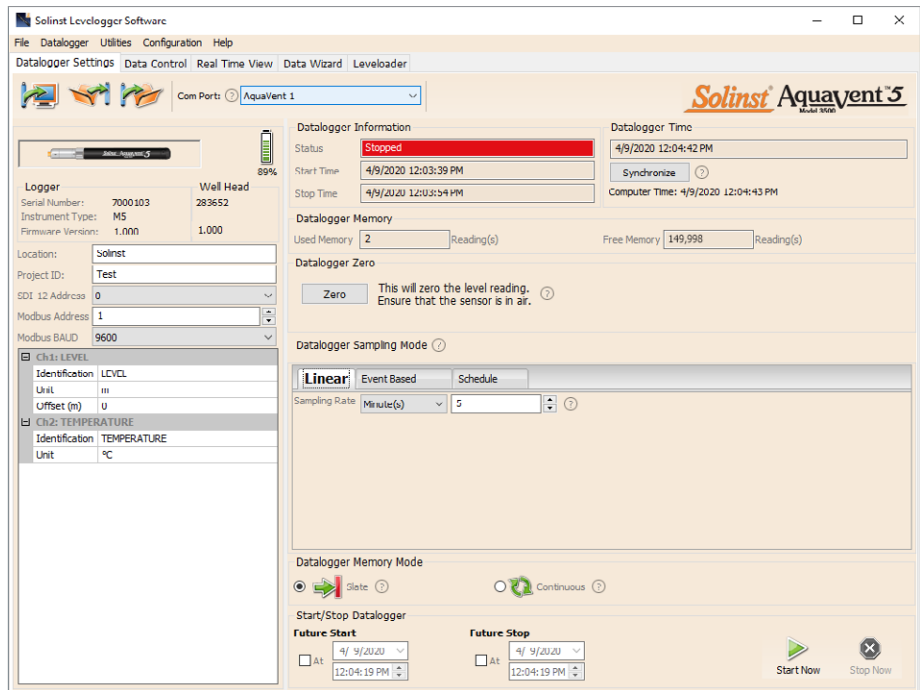 Solinst Levelogger Software
File Datalogger Utilities Configuration Help
Datalogger Settings Data Control Real Time View Data Wizard Leveloader
Com Port: ? AquaVent 1
Solinst Aquavent™ 5
Model 3500
Solinst Aquavent 5
89%
Logger Well Head
Serial Number: 7000103 283652
Instrument Type: M5
Firmware Version: 1.000 1.000
Location: Solinst
Project ID: Test
SDI 12 Address 0
Modbus Address 1
Modbus BAUD 9600
Ch1: LEVEL
Identification LEVEL
Unit m
Offset (m) 0
Ch2: TEMPERATURE
Identification TEMPERATURE
Unit °C
Datalogger Information
Status Stopped
Start Time 4/9/2020 12:03:39 PM
Stop Time 4/9/2020 12:03:54 PM
Datalogger Time
4/9/2020 12:04:42 PM
Synchronize ?
Computer Time: 4/9/2020 12:04:43 PM
Datalogger Memory
Used Memory 2 Reading(s) Free Memory 149,998 Reading(s)
Datalogger Zero
Zero This will zero the level reading.
Ensure that the sensor is in air. ?
Datalogger Sampling Mode ?
Linear Event Based Schedule
Sampling Rate Minute(s) 5 ?
Datalogger Memory Mode
Slate ? Continuous ?
Start/Stop Datalogger
Future Start Future Stop
At 4/ 9/2020 At 4/ 9/2020
12:04:19 PM 12:04:19 PM
Start Now Stop Now